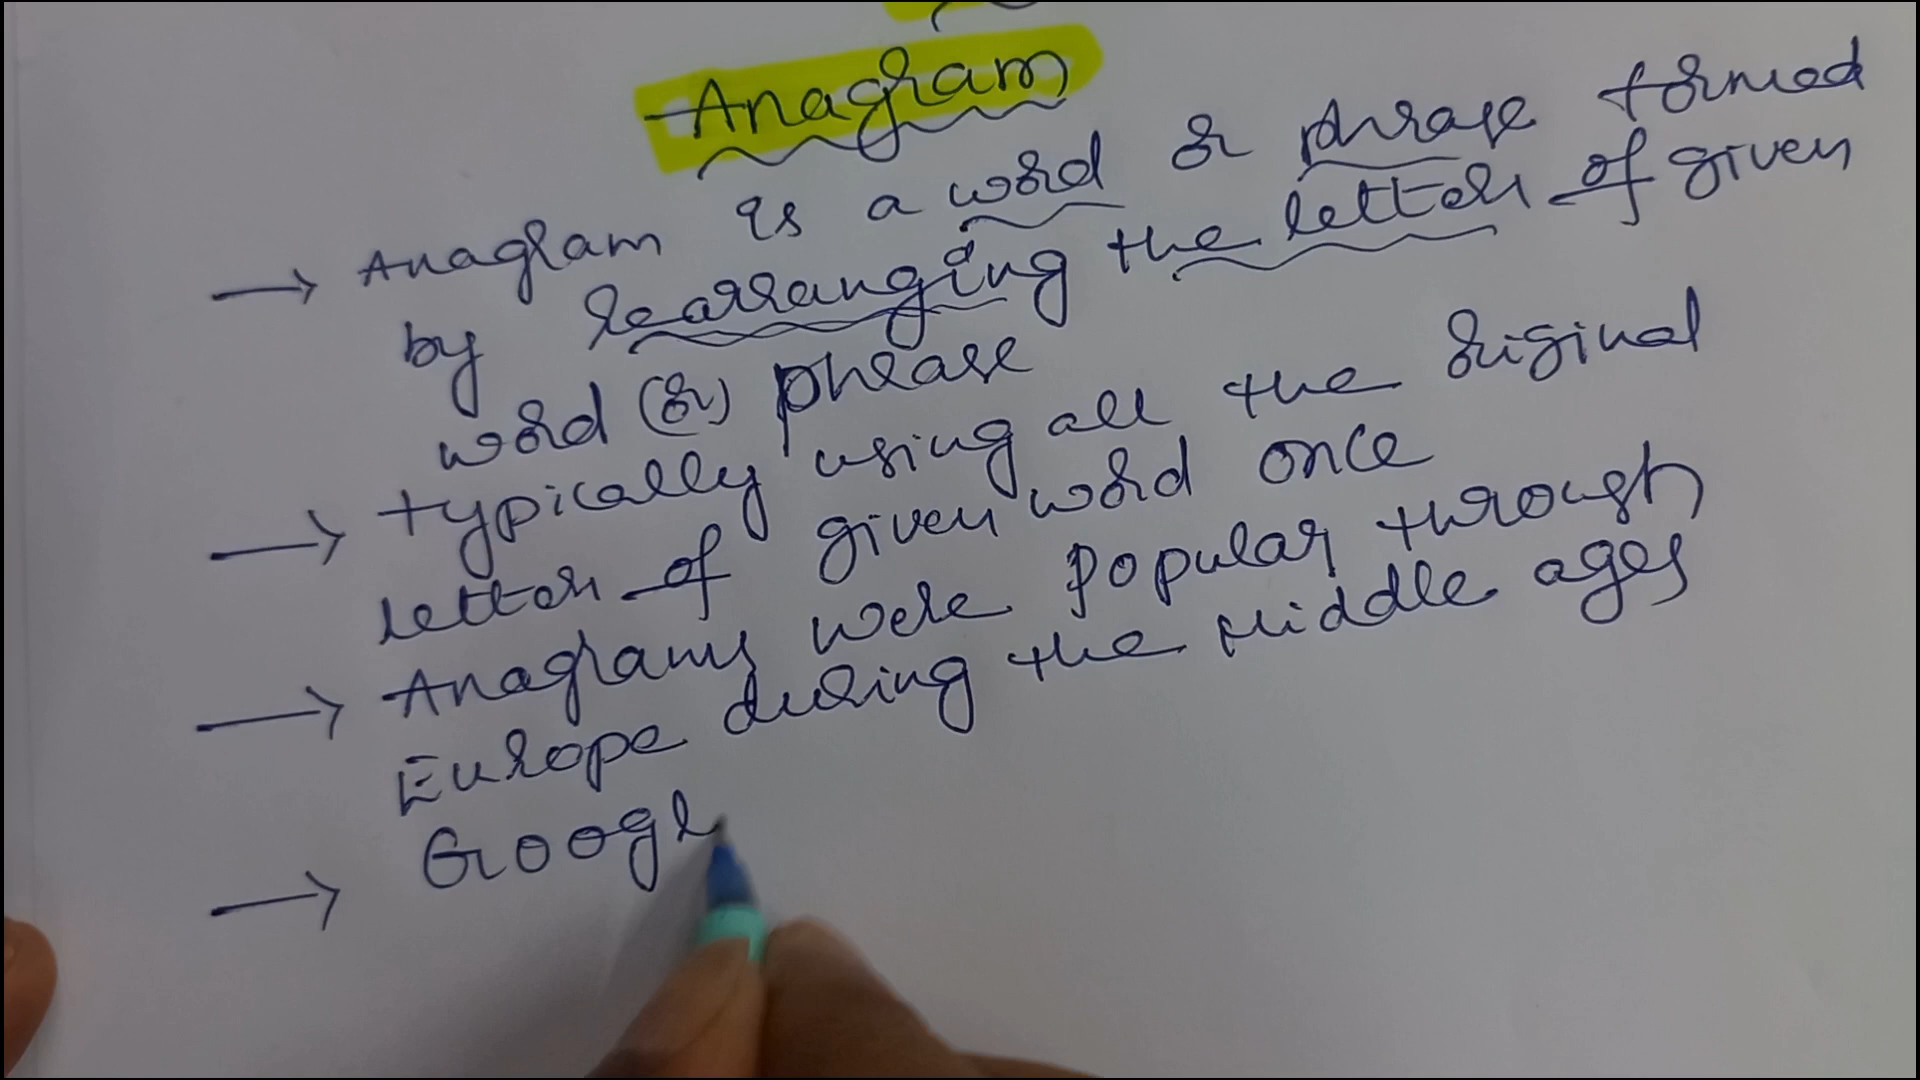 Anagram
→ Anagram is a word or phrase formed
by rearranging the letters of given
word (or) phrase
→ typically using all the original
letters of given word once
→ Anagrams were popular through
Europe during the Middle ages
→ Googl